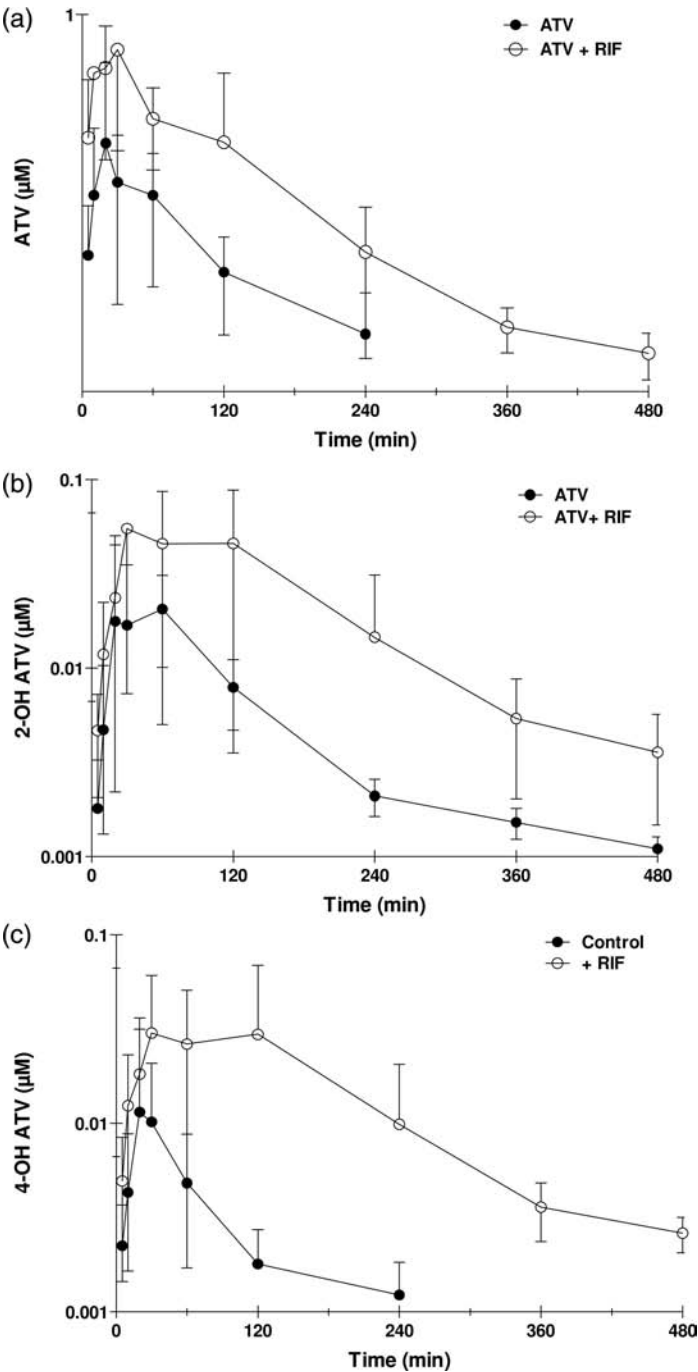 (a)
1
ATV
ATV + RIF
ATV (µM)
0 120 240 360 480
Time (min)
(b)
0.1
ATV
ATV+ RIF
2-OH ATV (µM)
0.01
0.001
0 120 240 360 480
Time (min)
(c)
0.1
Control
+ RIF
4-OH ATV (µM)
0.01
0.001
0 120 240 360 480
Time (min)